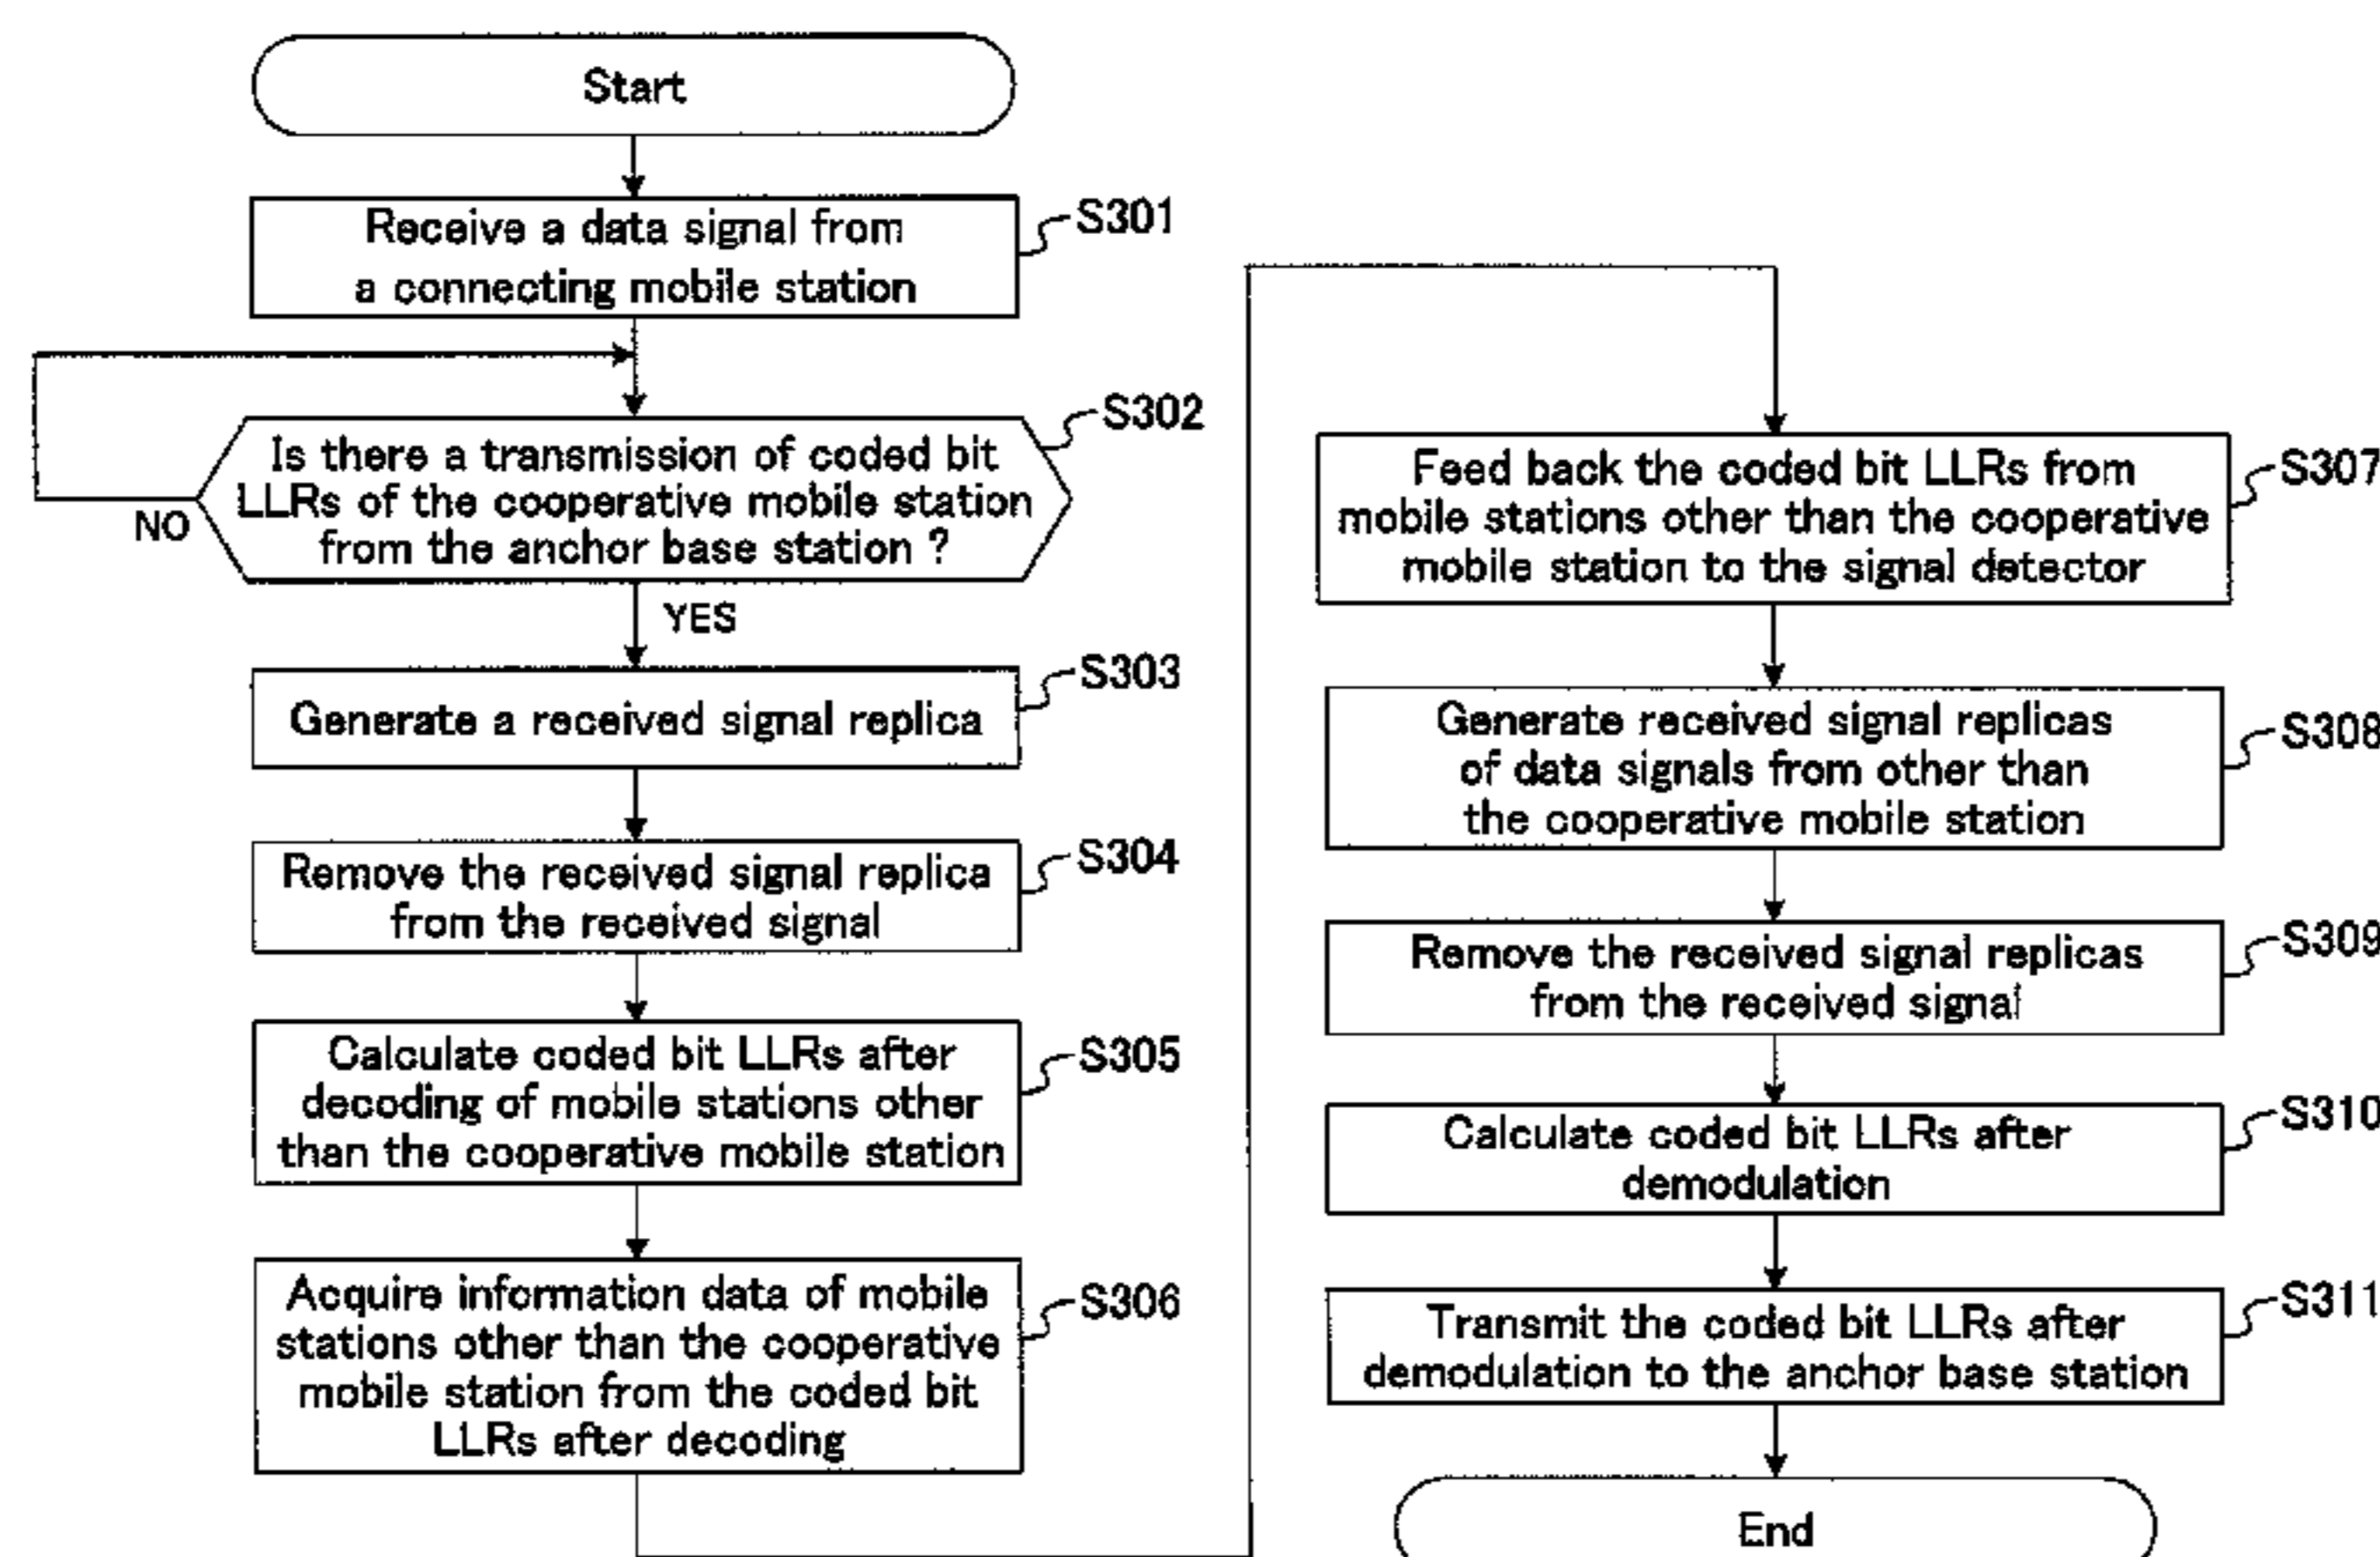 Start
Receive a data signal from
a connecting mobile station
S301
Is there a transmission of coded bit
LLRs of the cooperative mobile station
from the anchor base station ?
S302
NO
YES
Generate a received signal replica
S303
Remove the received signal replica
from the received signal
S304
Calculate coded bit LLRs after
decoding of mobile stations other
than the cooperative mobile station
S305
Acquire information data of mobile
stations other than the cooperative
mobile station from the coded bit
LLRs after decoding
S306
Feed back the coded bit LLRs from
mobile stations other than the cooperative
mobile station to the signal detector
S307
Generate received signal replicas
of data signals from other than
the cooperative mobile station
S308
Remove the received signal replicas
from the received signal
S309
Calculate coded bit LLRs after
demodulation
S310
Transmit the coded bit LLRs after
demodulation to the anchor base station
S311
End